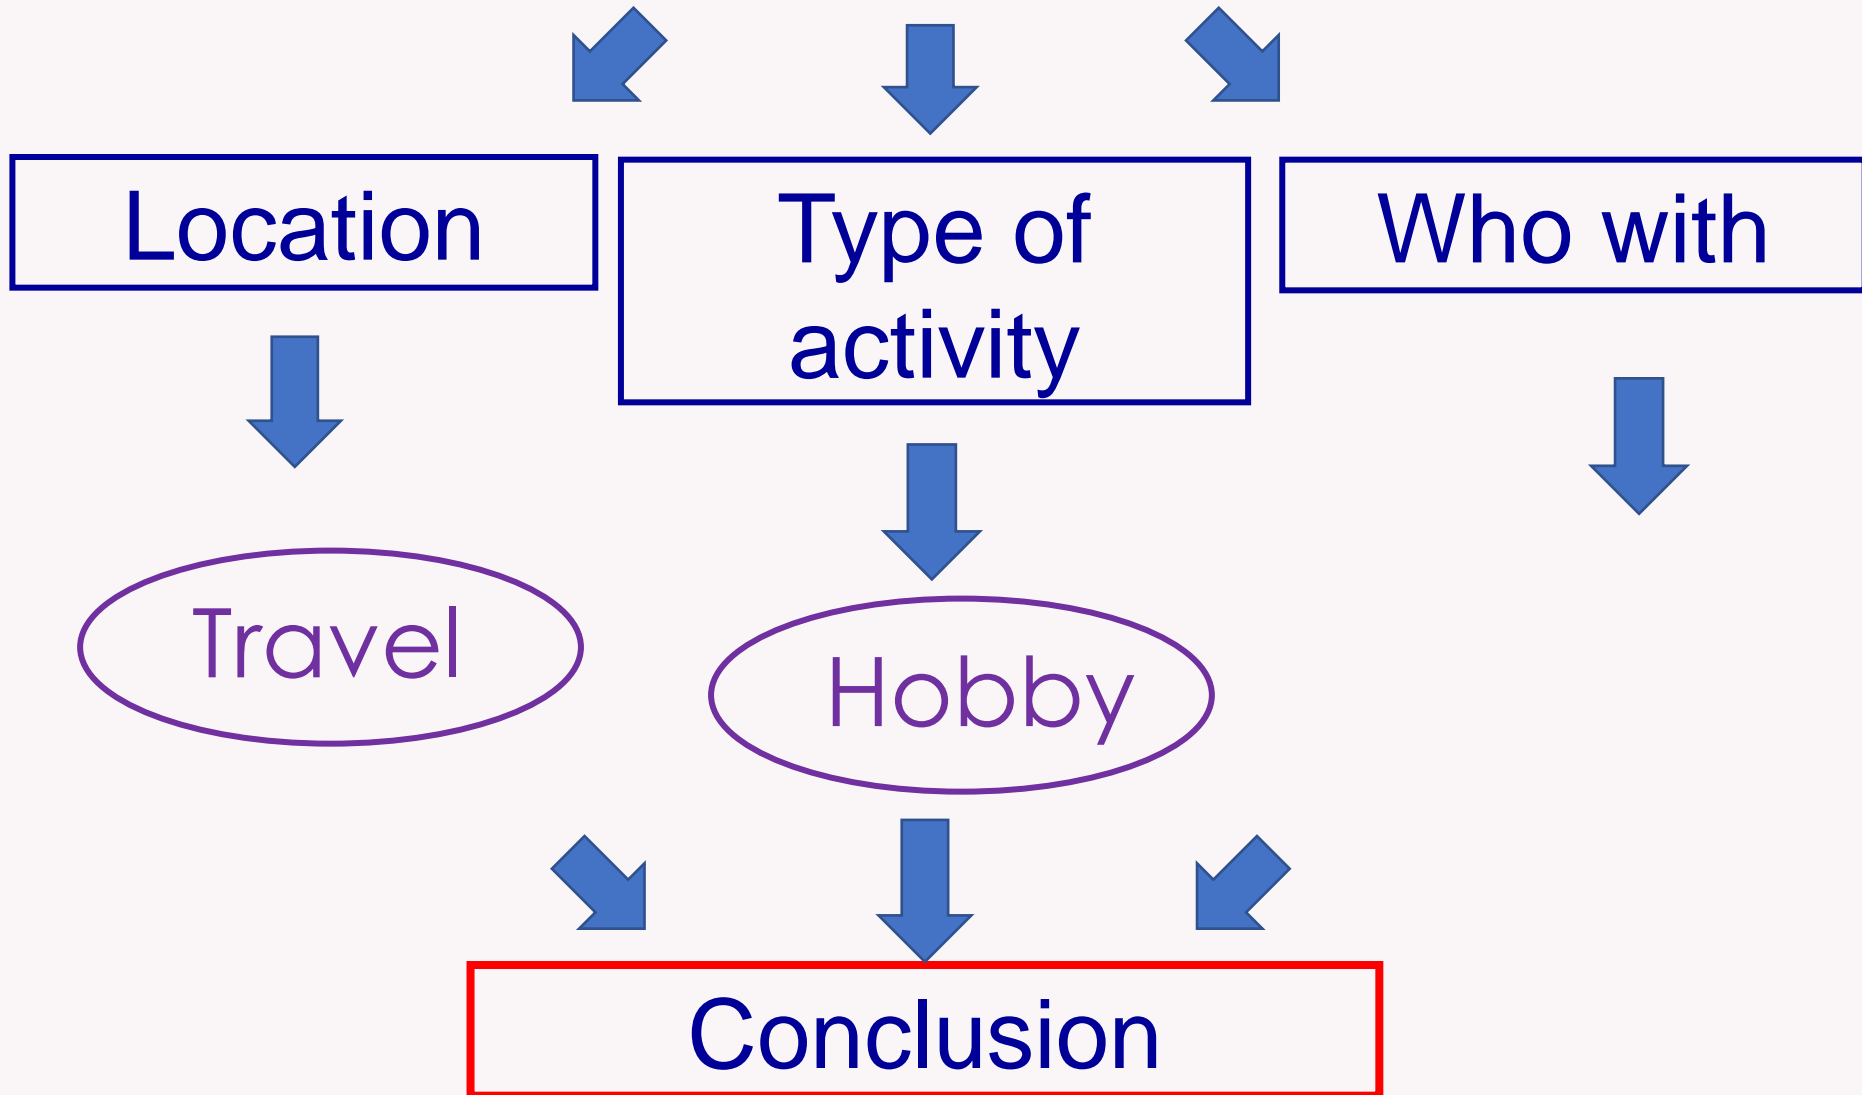 Location
Type of
activity
Who with
Travel
Hobby
Conclusion